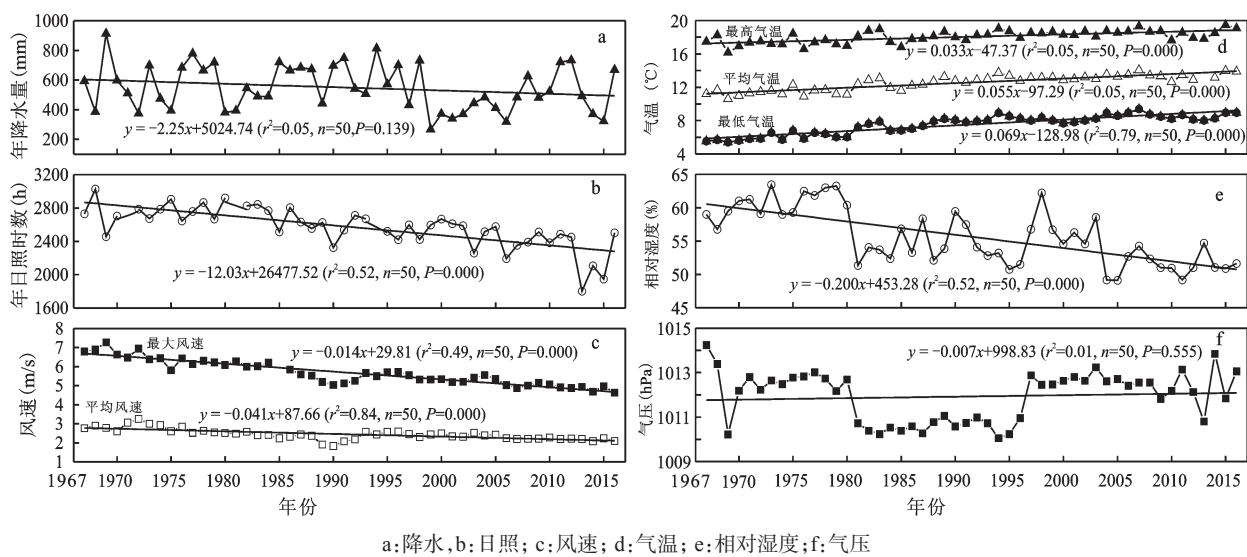 1000
800
600
400
200
年降水量(mm)
a
y = −2.25x+5024.74 (r²=0.05, n=50,P=0.139)
3200
2800
2400
2000
1600
年日照时数(h)
b
y = −12.03x+26477.52 (r²=0.52, n=50, P=0.000)
8
7
6
5
4
3
2
1
风速(m/s)
最大风速
y = −0.014x+29.81 (r²=0.49, n=50, P=0.000)
c
平均风速
y = −0.041x+87.66 (r²=0.84, n=50, P=0.000)
1967 1970 1975 1980 1985 1990 1995 2000 2005 2010 2015
年份
20
16
12
8
4
气温 (℃)
最高气温
y = 0.033x−47.37 (r²=0.05, n=50, P=0.000)
d
平均气温
y = 0.055x−97.29 (r²=0.05, n=50, P=0.000)
最低气温
y = 0.069x−128.98 (r²=0.79, n=50, P=0.000)
65
60
55
50
45
相对湿度(%)
e
y = −0.200x+453.28 (r²=0.52, n=50, P=0.000)
1015
1013
1011
1009
气压(hPa)
y = −0.007x+998.83 (r²=0.01, n=50, P=0.555)
f
1967 1970 1975 1980 1985 1990 1995 2000 2005 2010 2015
年份
a:降水,b:日照; c:风速; d:气温; e:相对湿度;f:气压